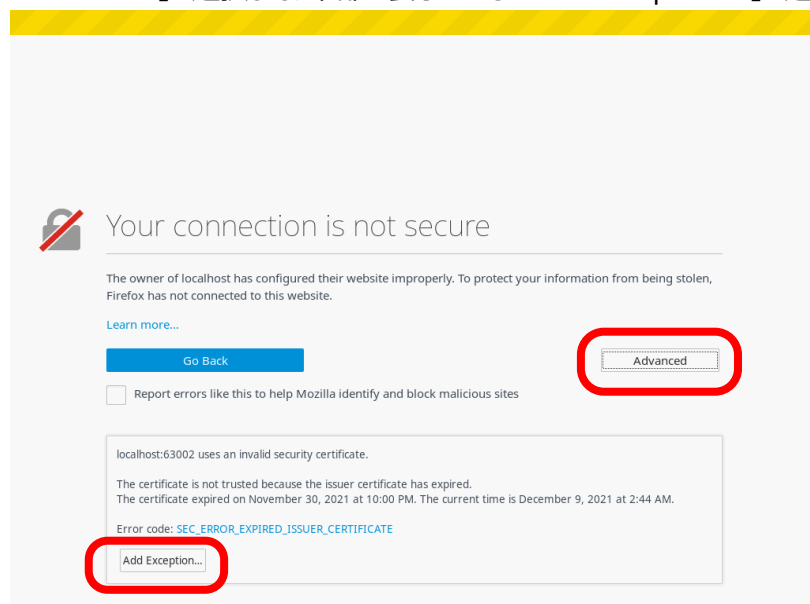 Your connection is not secure
The owner of localhost has configured their website improperly. To protect your information from being stolen,
Firefox has not connected to this website.
Learn more...
Go Back
Advanced
Report errors like this to help Mozilla identify and block malicious sites
localhost:63002 uses an invalid security certificate.
The certificate is not trusted because the issuer certificate has expired.
The certificate expired on November 30, 2021 at 10:00 PM. The current time is December 9, 2021 at 2:44 AM.
Error code: SEC_ERROR_EXPIRED_ISSUER_CERTIFICATE
Add Exception...